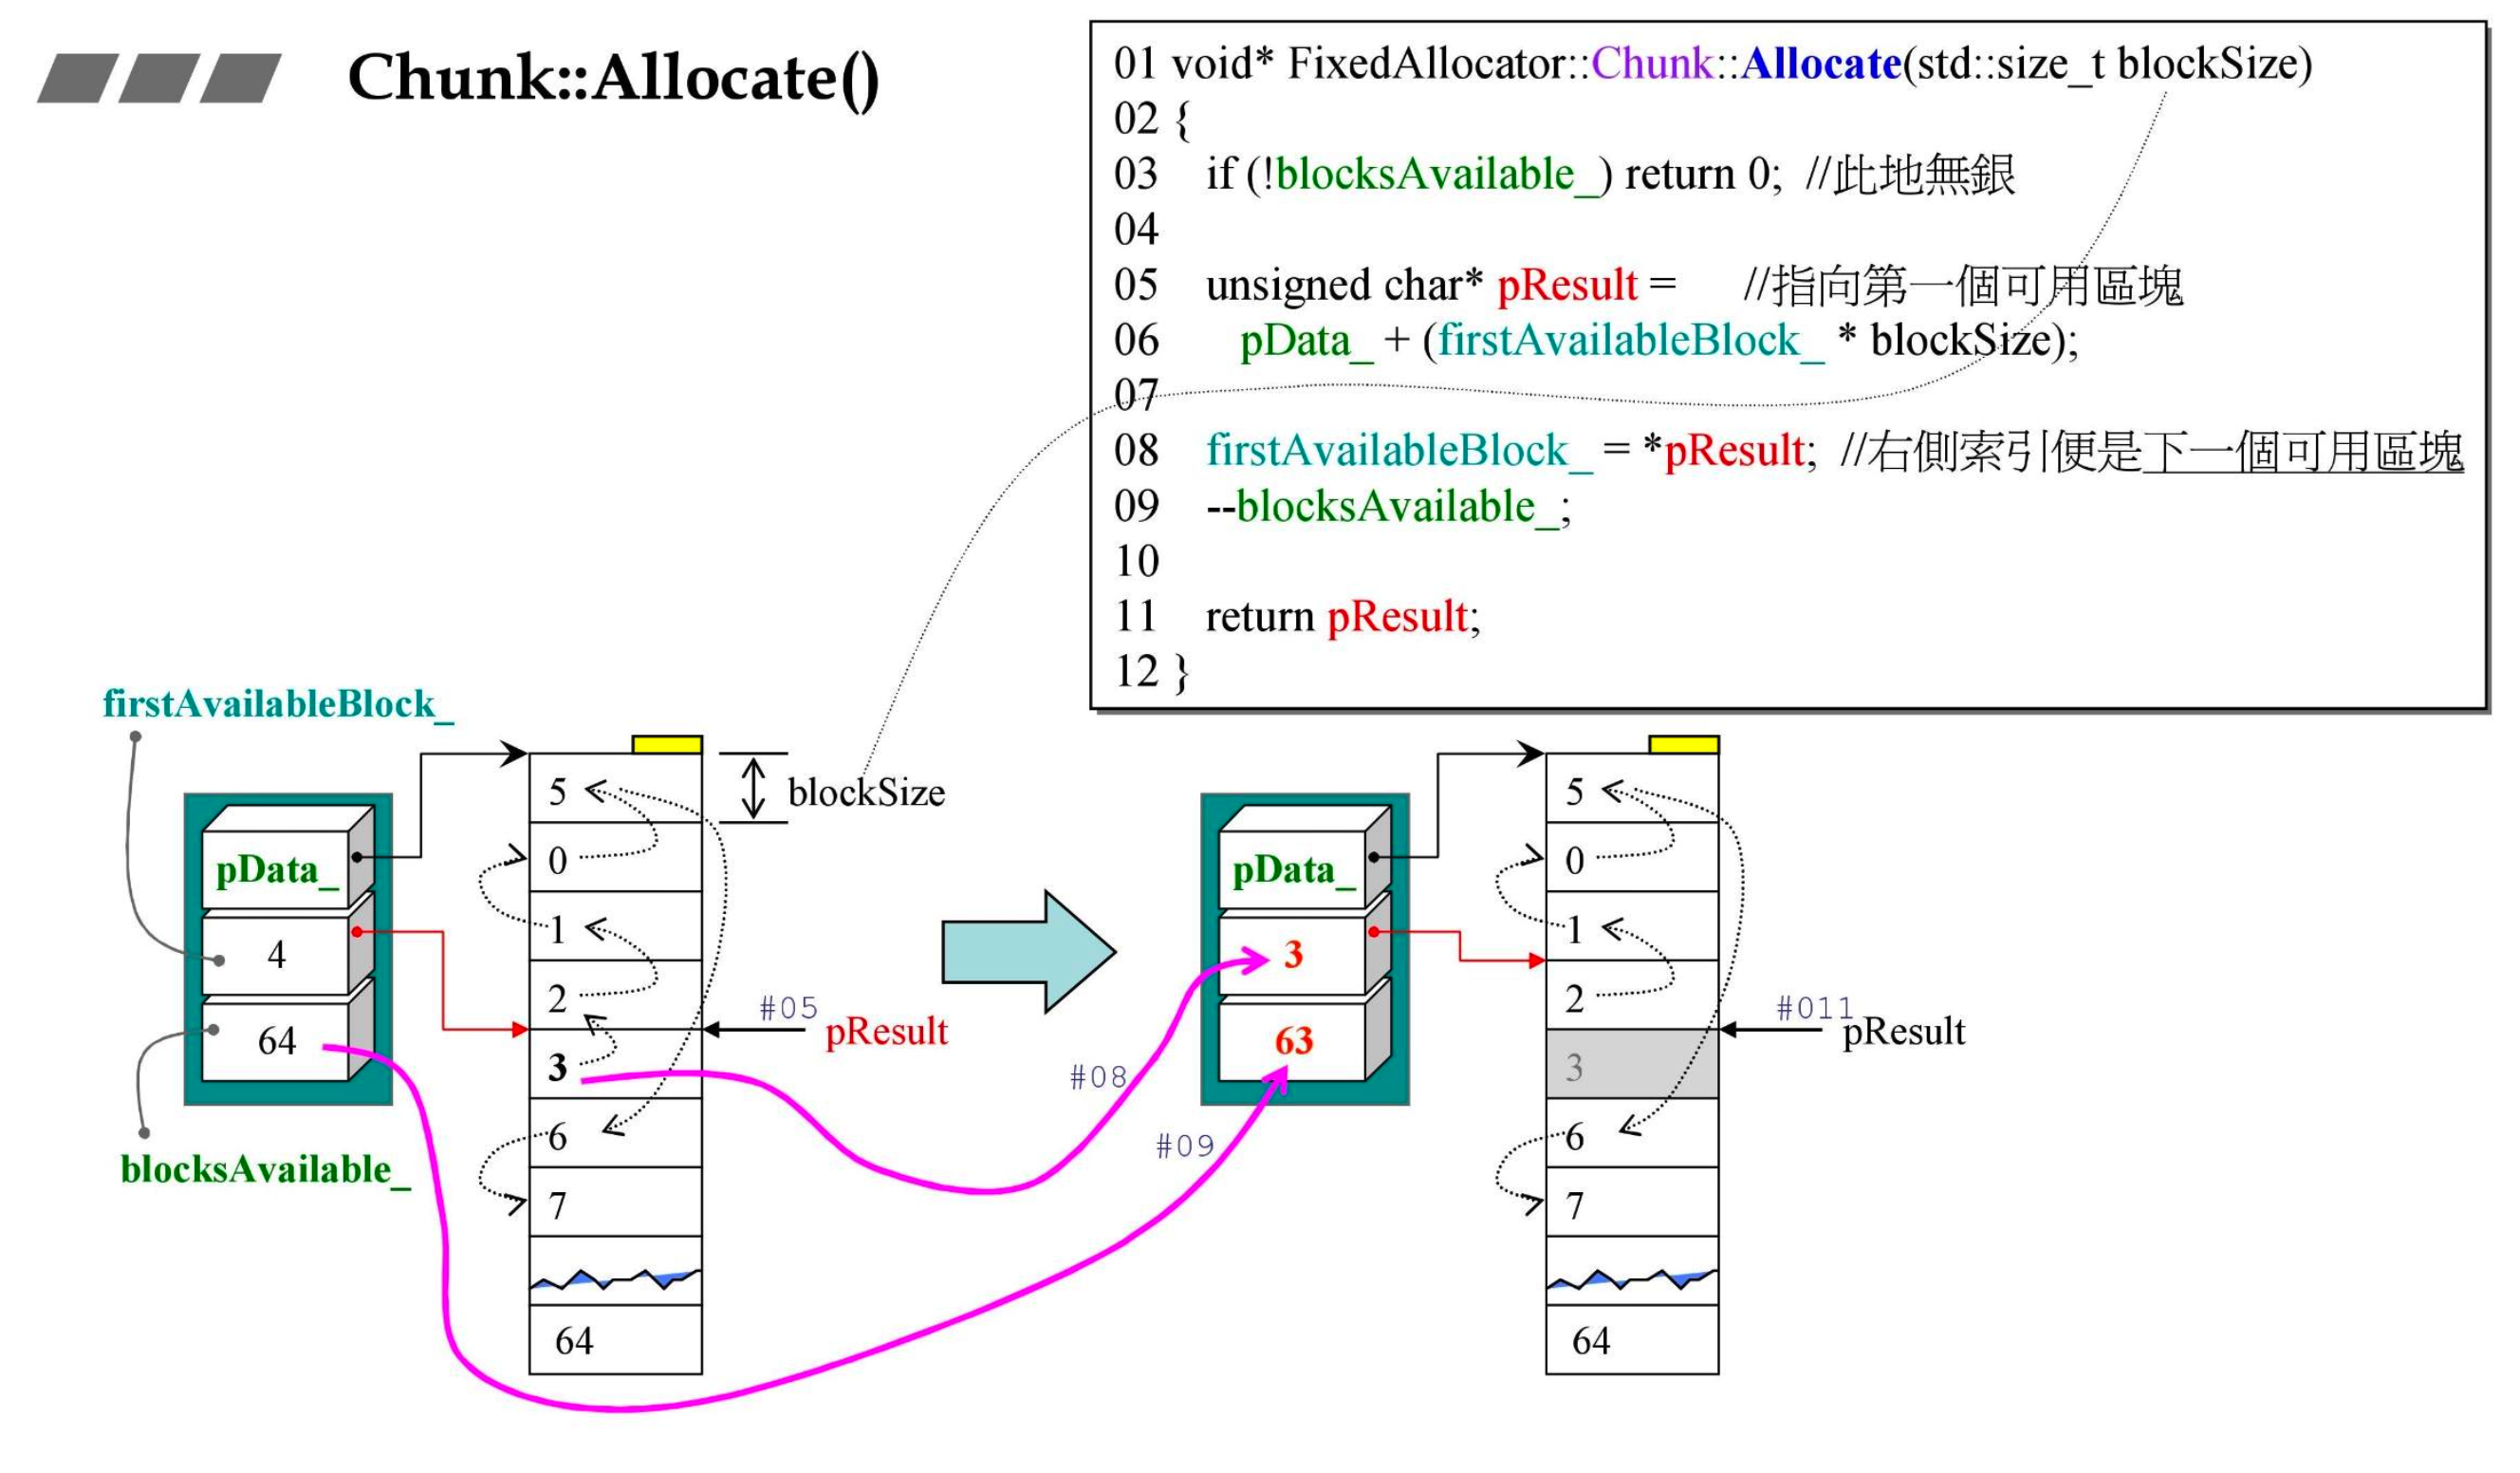 Chunk::Allocate()
01 void* FixedAllocator::Chunk::Allocate(std::size_t blockSize)
02 {
03 if (!blocksAvailable_) return 0; //此地無銀
04
05 unsigned char* pResult = //指向第一個可用區塊
06 pData_ + (firstAvailableBlock_ * blockSize);
07
08 firstAvailableBlock_ = *pResult; //右側索引便是下一個可用區塊
09 --blocksAvailable_;
10
11 return pResult;
12 }
firstAvailableBlock_
pData_
4
64
blocksAvailable_
5
0
1
2
3
6
7
64
blockSize
#05
pResult
#08
#09
pData_
3
63
5
0
1
2
3
6
7
64
#011
pResult